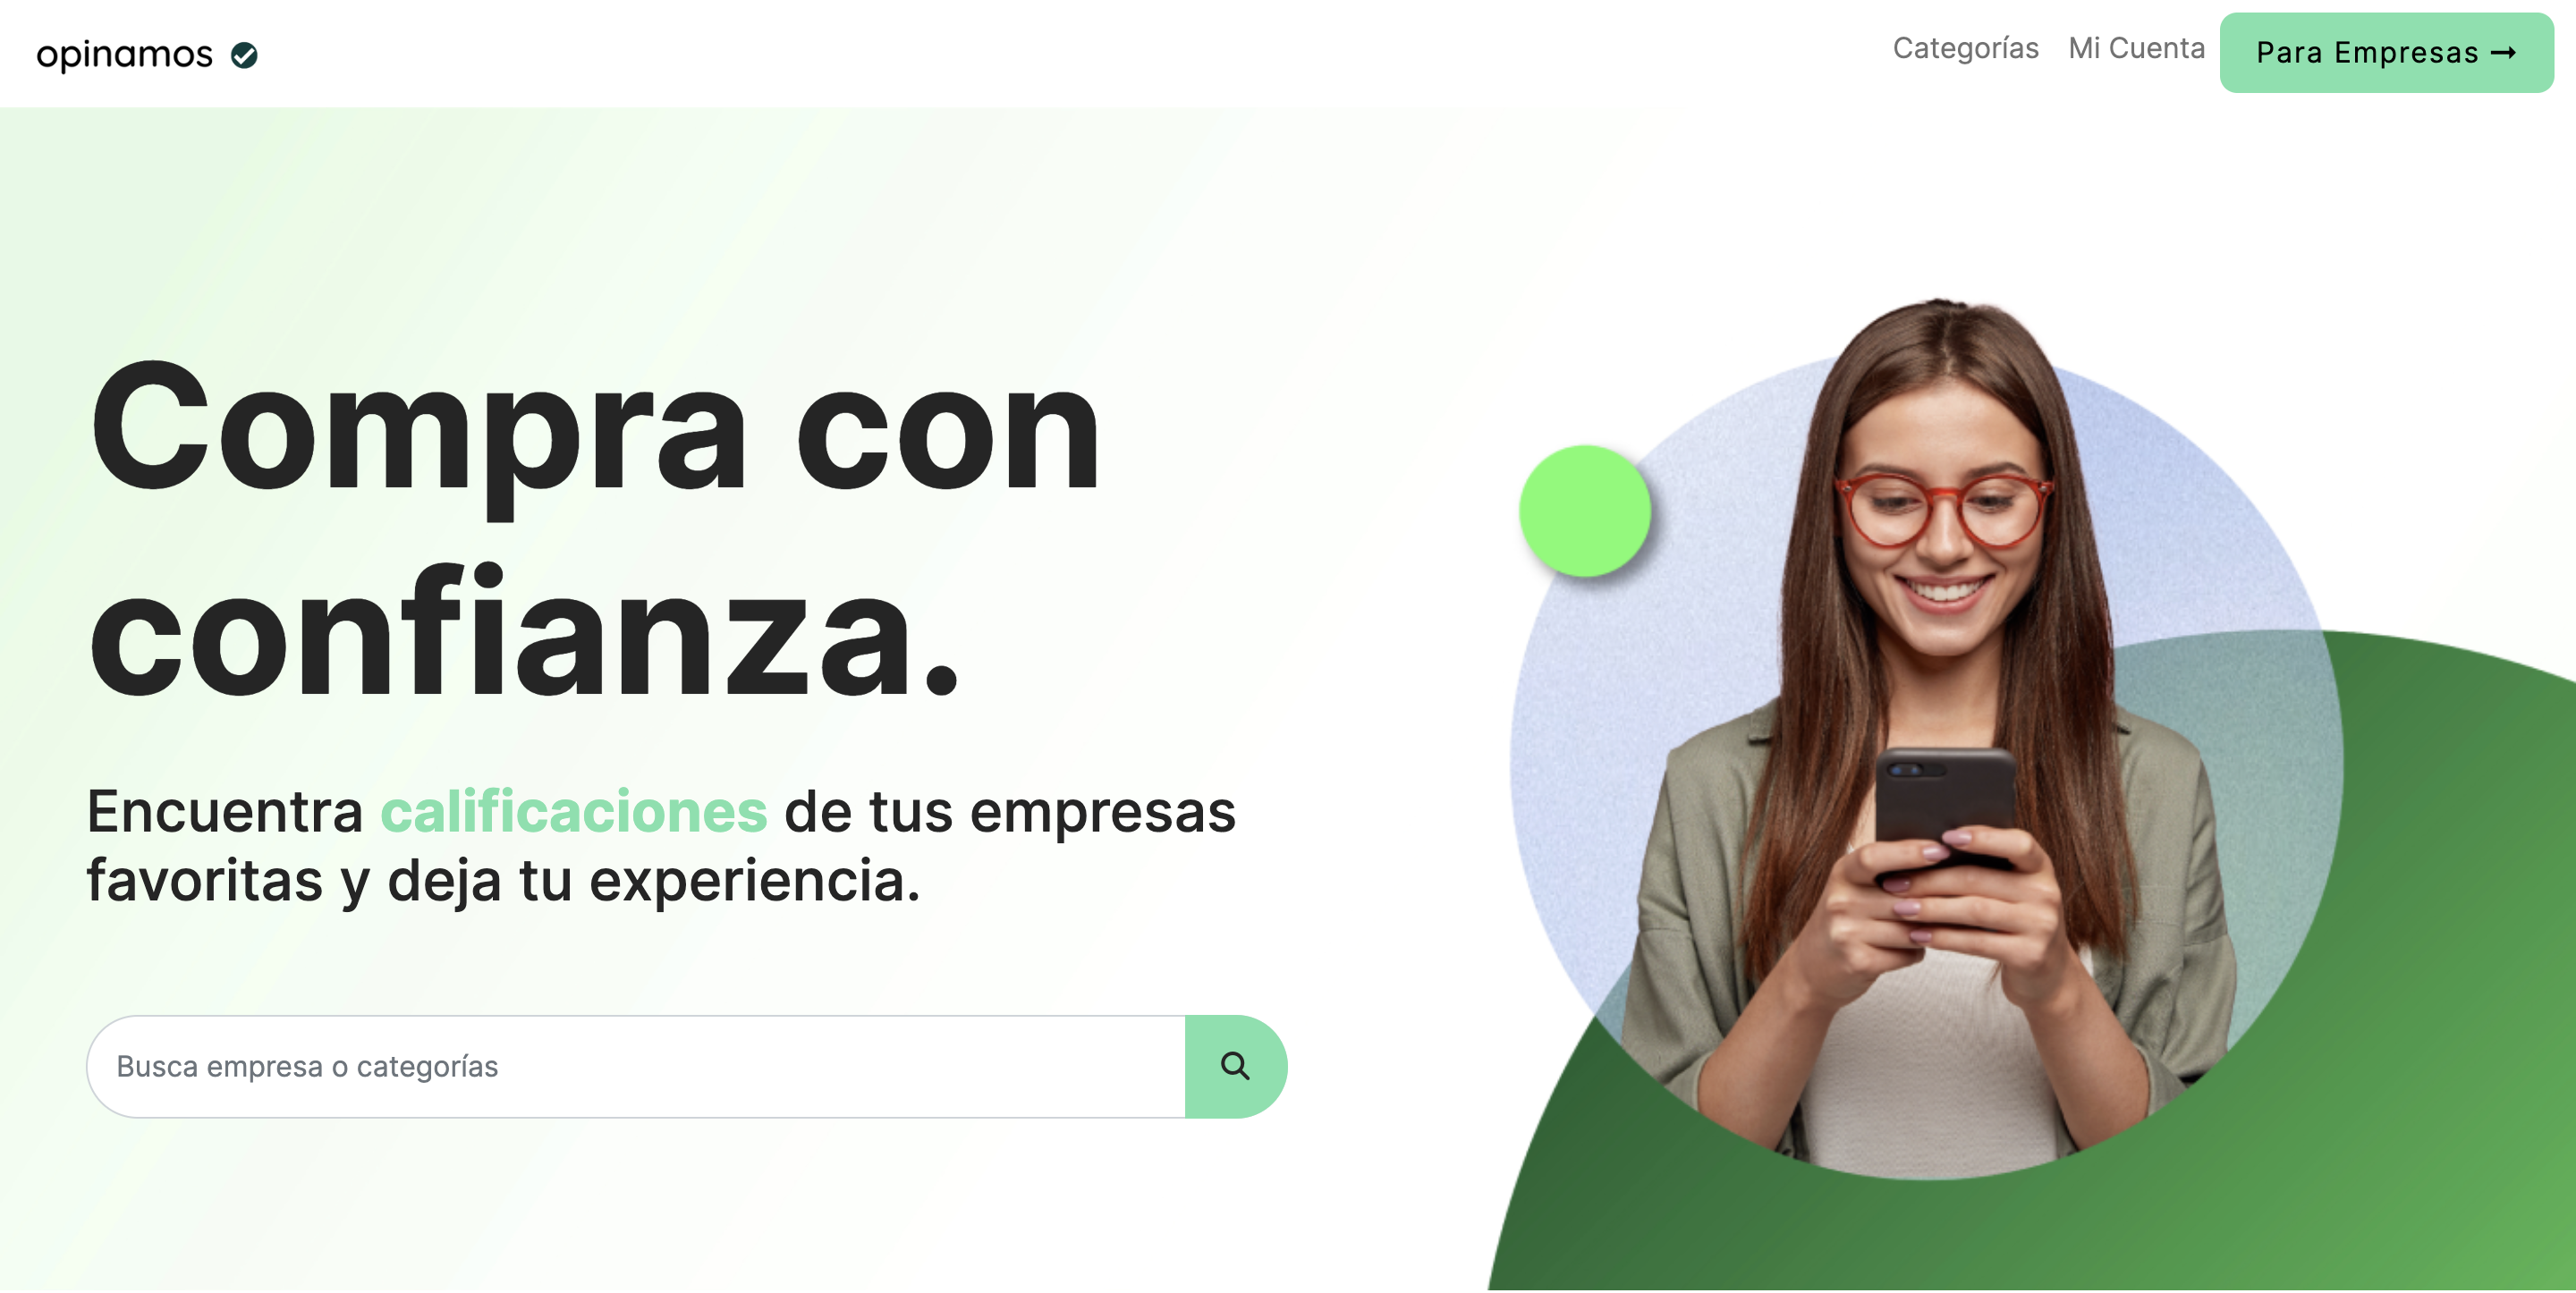 opinamos
Categorías
Mi Cuenta
Para Empresas →
Compra con
confianza.
Encuentra calificaciones de tus empresas
favoritas y deja tu experiencia.
Busca empresa o categorías